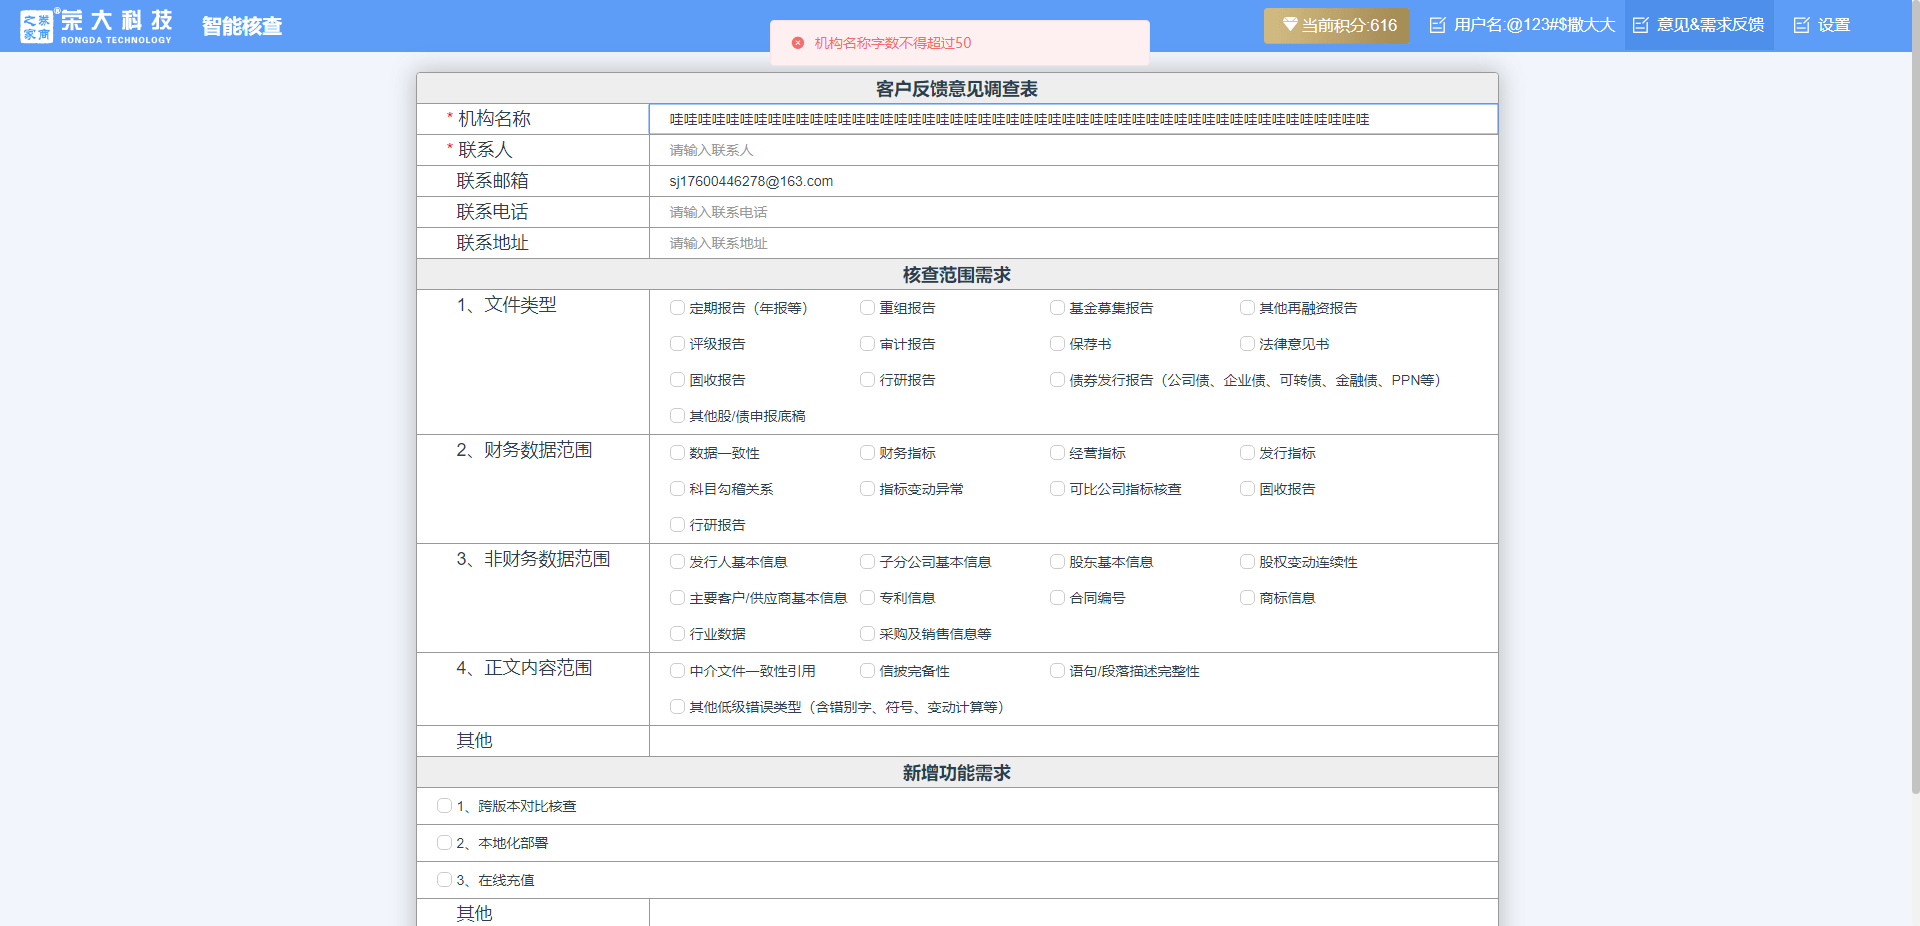 之荣家商® 荣大科技
RONGDA TECHNOLOGY
智能核查
机构名称字数不得超过50
当前积分:616
用户名:@123#$撒大大
意见&需求反馈
设置
客户反馈意见调查表
* 机构名称 哇哇哇哇哇哇哇哇哇哇哇哇哇哇哇哇哇哇哇哇哇哇哇哇哇哇哇哇哇哇哇哇哇哇哇哇哇哇哇哇哇哇哇哇哇哇哇哇哇哇
* 联系人 请输入联系人
联系邮箱 sj17600446278@163.com
联系电话 请输入联系电话
联系地址 请输入联系地址
核查范围需求
1、文件类型 定期报告（年报等） 重组报告 基金募集报告 其他再融资报告
评级报告 审计报告 保荐书 法律意见书
固收报告 行研报告 债券发行报告（公司债、企业债、可转债、金融债、PPN等）
其他股/债申报底稿
2、财务数据范围 数据一致性 财务指标 经营指标 发行指标
科目勾稽关系 指标变动异常 可比公司指标核查 固收报告
行研报告
3、非财务数据范围 发行人基本信息 子分公司基本信息 股东基本信息 股权变动连续性
主要客户/供应商基本信息 专利信息 合同编号 商标信息
行业数据 采购及销售信息等
4、正文内容范围 中介文件一致性引用 信披完备性 语句/段落描述完整性
其他低级错误类型（含错别字、符号、变动计算等）
其他
新增功能需求
1、跨版本对比核查
2、本地化部署
3、在线充值
其他